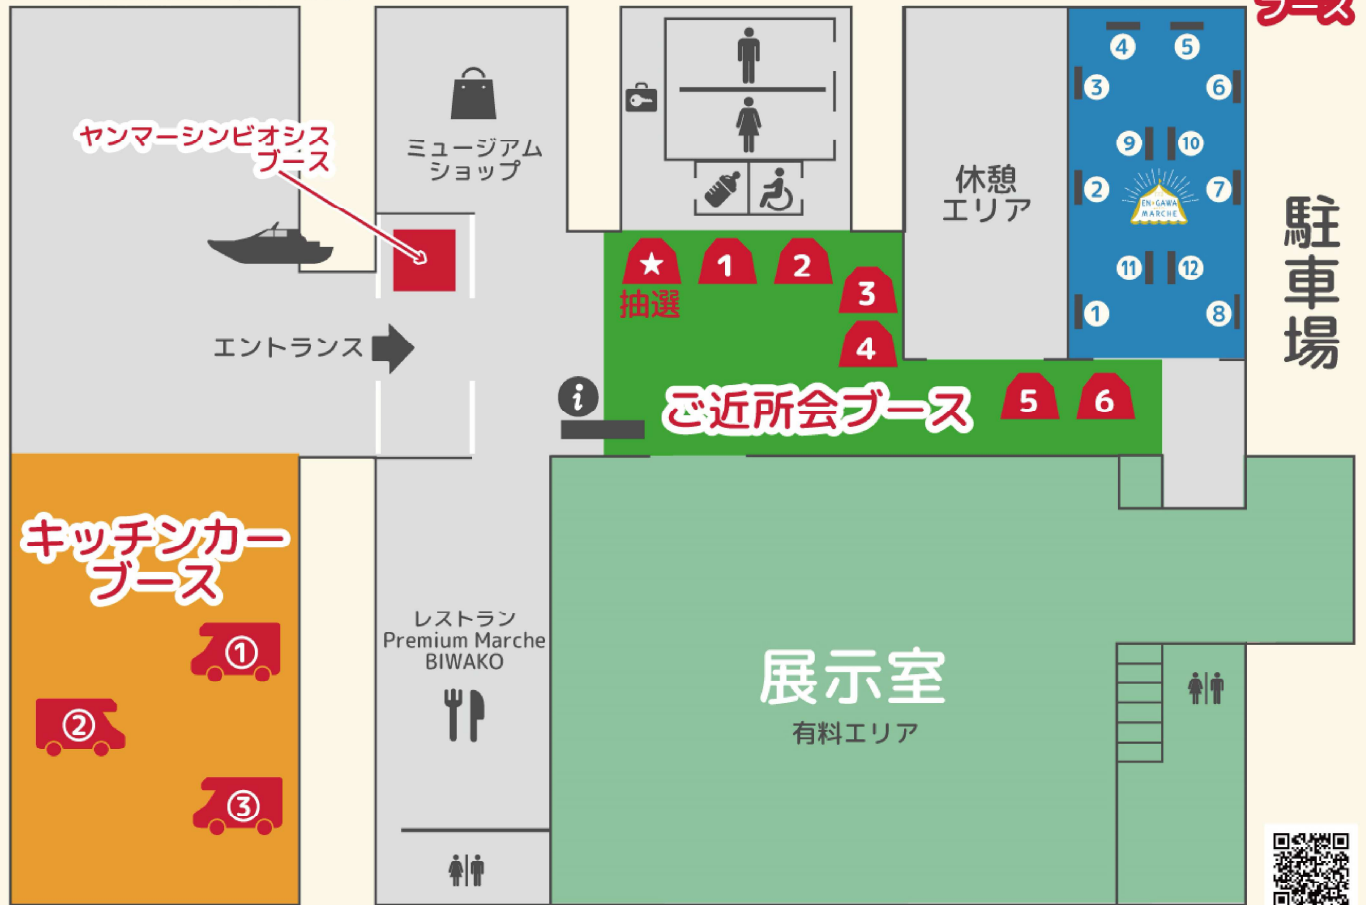 ブース
ヤンマーシンビオシス
ブース
ミュージアム
ショップ
エントランス
i
抽選
1
2
3
4
5
6
ご近所会ブース
休憩
エリア
4
5
3
6
9
10
2
7
EN-GAWA
MARCHE
11
12
1
8
駐車場
キッチンカー
ブース
①
②
③
レストラン
Premium Marche
BIWAKO
展示室
有料エリア